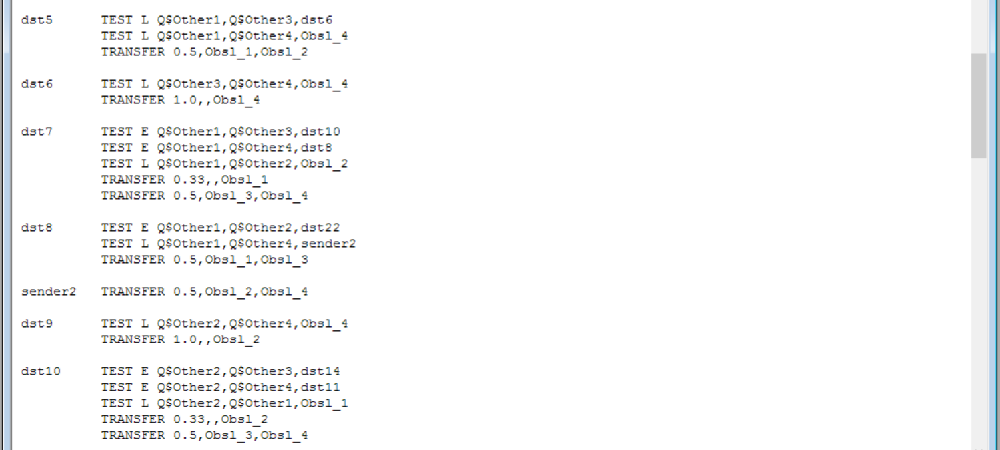 dst5 TEST L Q$Other1,Q$Other3,dst6
TEST L Q$Other1,Q$Other4,Obsl_4
TRANSFER 0.5,Obsl_1,Obsl_2
dst6 TEST L Q$Other3,Q$Other4,Obsl_4
TRANSFER 1.0,,Obsl_4
dst7 TEST E Q$Other1,Q$Other3,dst10
TEST E Q$Other1,Q$Other4,dst8
TEST L Q$Other1,Q$Other2,Obsl_2
TRANSFER 0.33,,Obsl_1
TRANSFER 0.5,Obsl_3,Obsl_4
dst8 TEST E Q$Other1,Q$Other2,dst22
TEST L Q$Other1,Q$Other4,sender2
TRANSFER 0.5,Obsl_1,Obsl_3
sender2 TRANSFER 0.5,Obsl_2,Obsl_4
dst9 TEST L Q$Other2,Q$Other4,Obsl_4
TRANSFER 1.0,,Obsl_2
dst10 TEST E Q$Other2,Q$Other3,dst14
TEST E Q$Other2,Q$Other4,dst11
TEST L Q$Other2,Q$Other1,Obsl_1
TRANSFER 0.33,,Obsl_2
TRANSFER 0.5,Obsl_3,Obsl_4